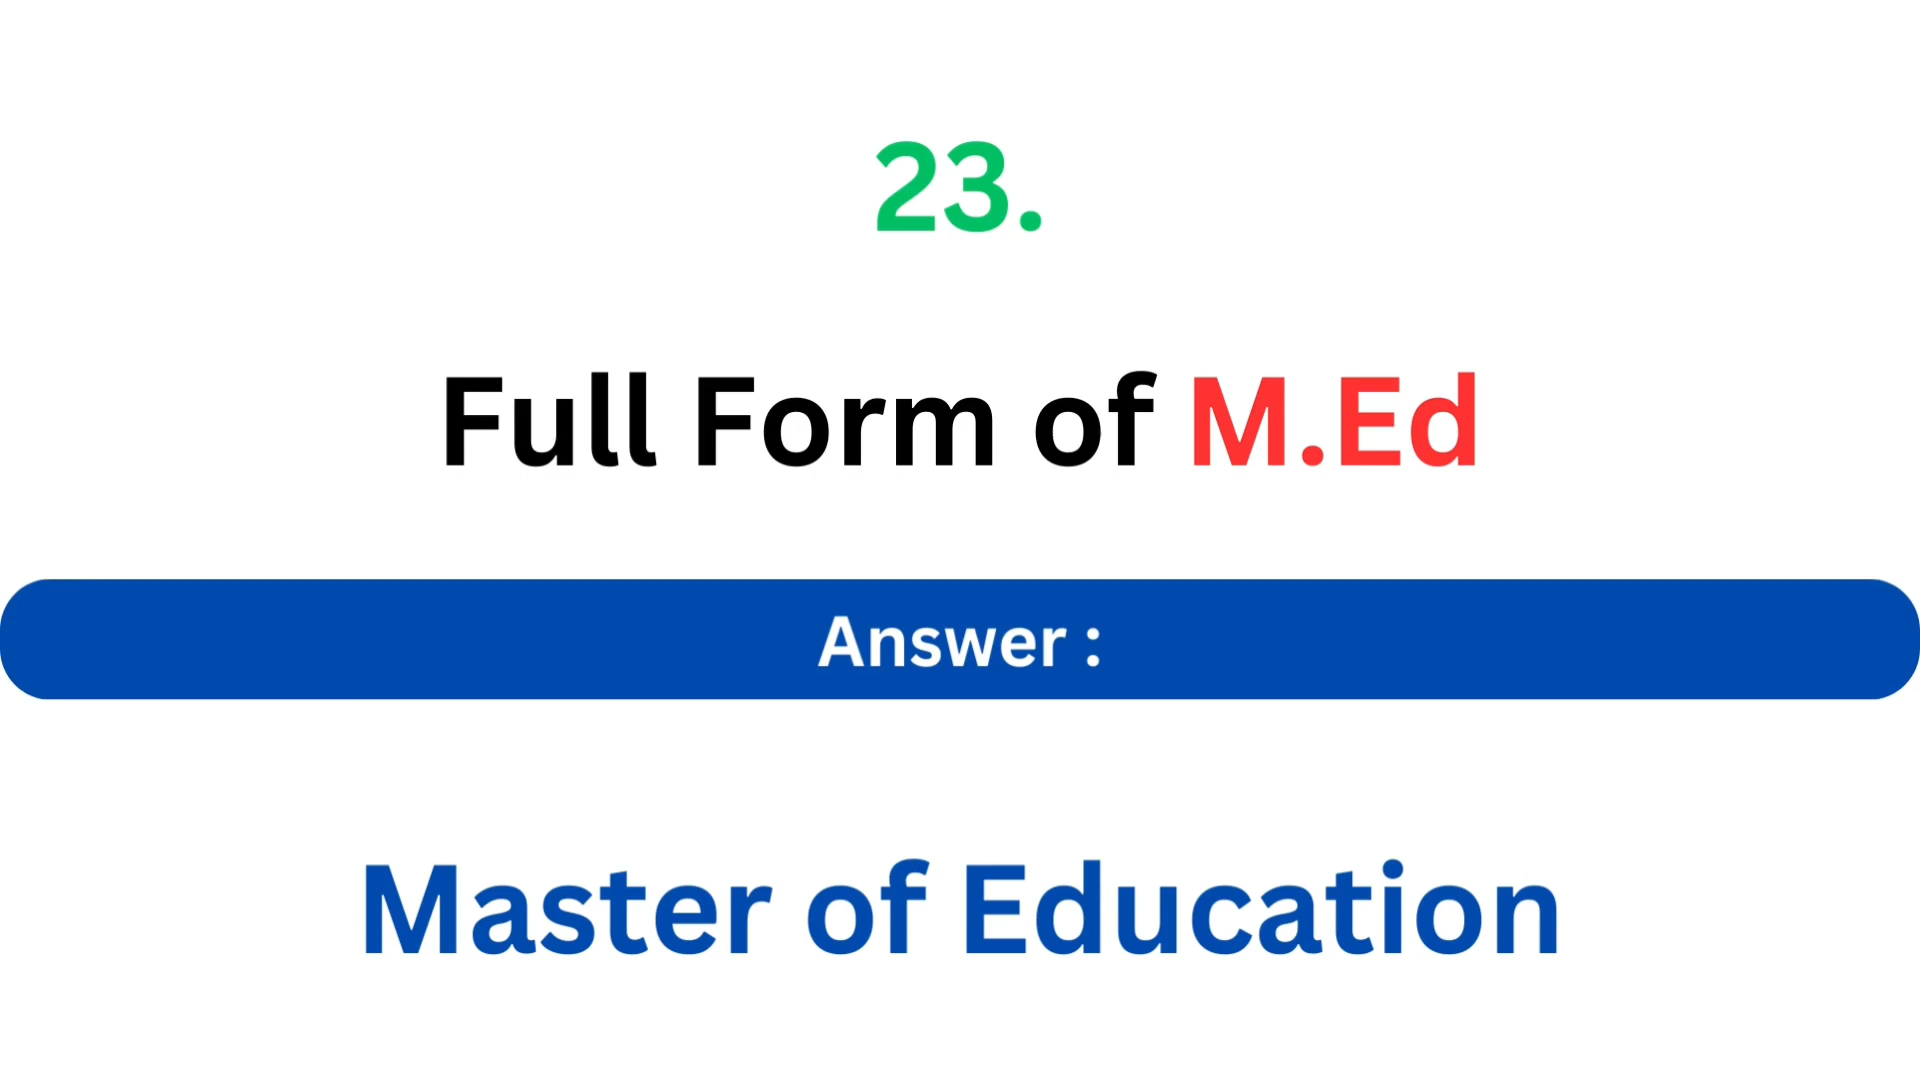 23.
Full Form of M.Ed
Answer :
Master of Education